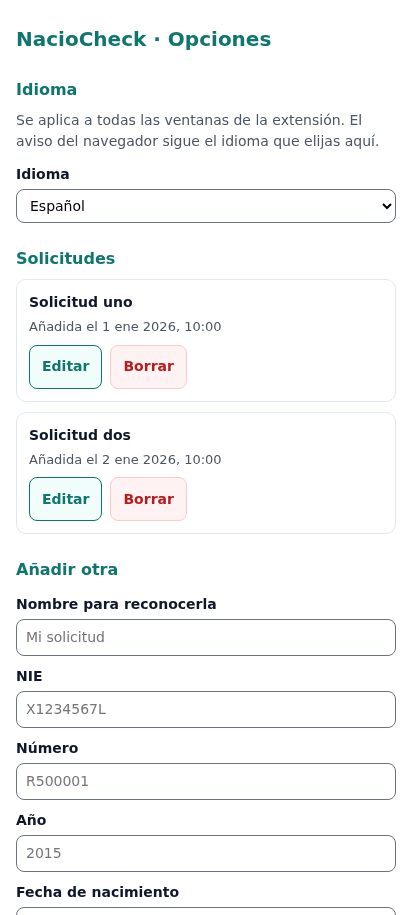 NacioCheck · Opciones
Idioma
Se aplica a todas las ventanas de la extensión. El
aviso del navegador sigue el idioma que elijas aquí.
Idioma
Español
Solicitudes
Solicitud uno
Añadida el 1 ene 2026, 10:00
Editar Borrar
Solicitud dos
Añadida el 2 ene 2026, 10:00
Editar Borrar
Añadir otra
Nombre para reconocerla
Mi solicitud
NIE
X1234567L
Número
R500001
Año
2015
Fecha de nacimiento